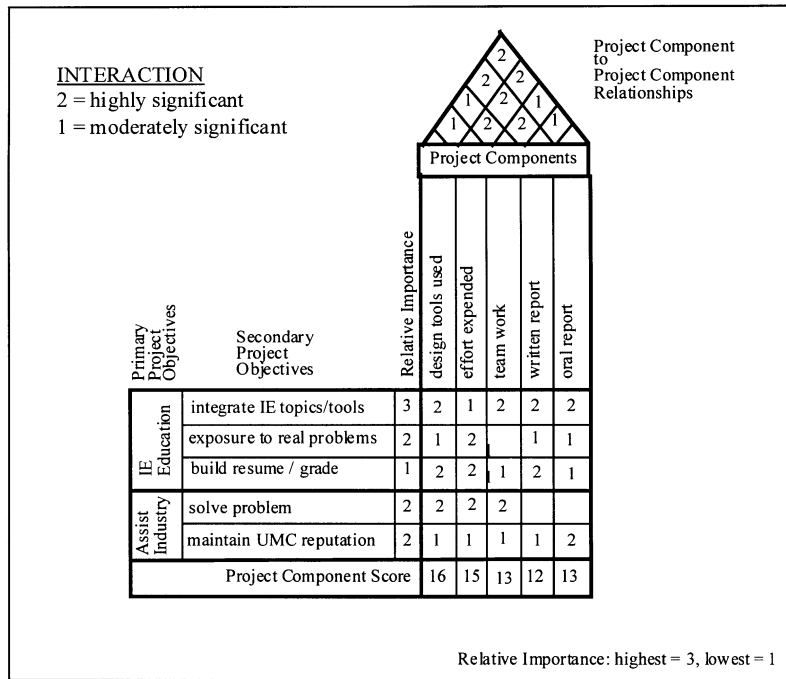 INTERACTION
2 = highly significant
1 = moderately significant
Project Component
to
Project Component
Relationships
2
2 2
1 2 1
1 2 2 1
Project Components
Primary
Project
Objectives
Secondary
Project
Objectives
Relative Importance
design tools used
effort expended
team work
written report
oral report
IE
Education
integrate IE topics/tools 3 2 1 2 2 2
exposure to real problems 2 1 2 1 1
build resume / grade 1 2 2 1 2 1
Assist
Industry
solve problem 2 2 2 2
maintain UMC reputation 2 1 1 1 1 2
Project Component Score 16 15 13 12 13
Relative Importance: highest = 3, lowest = 1